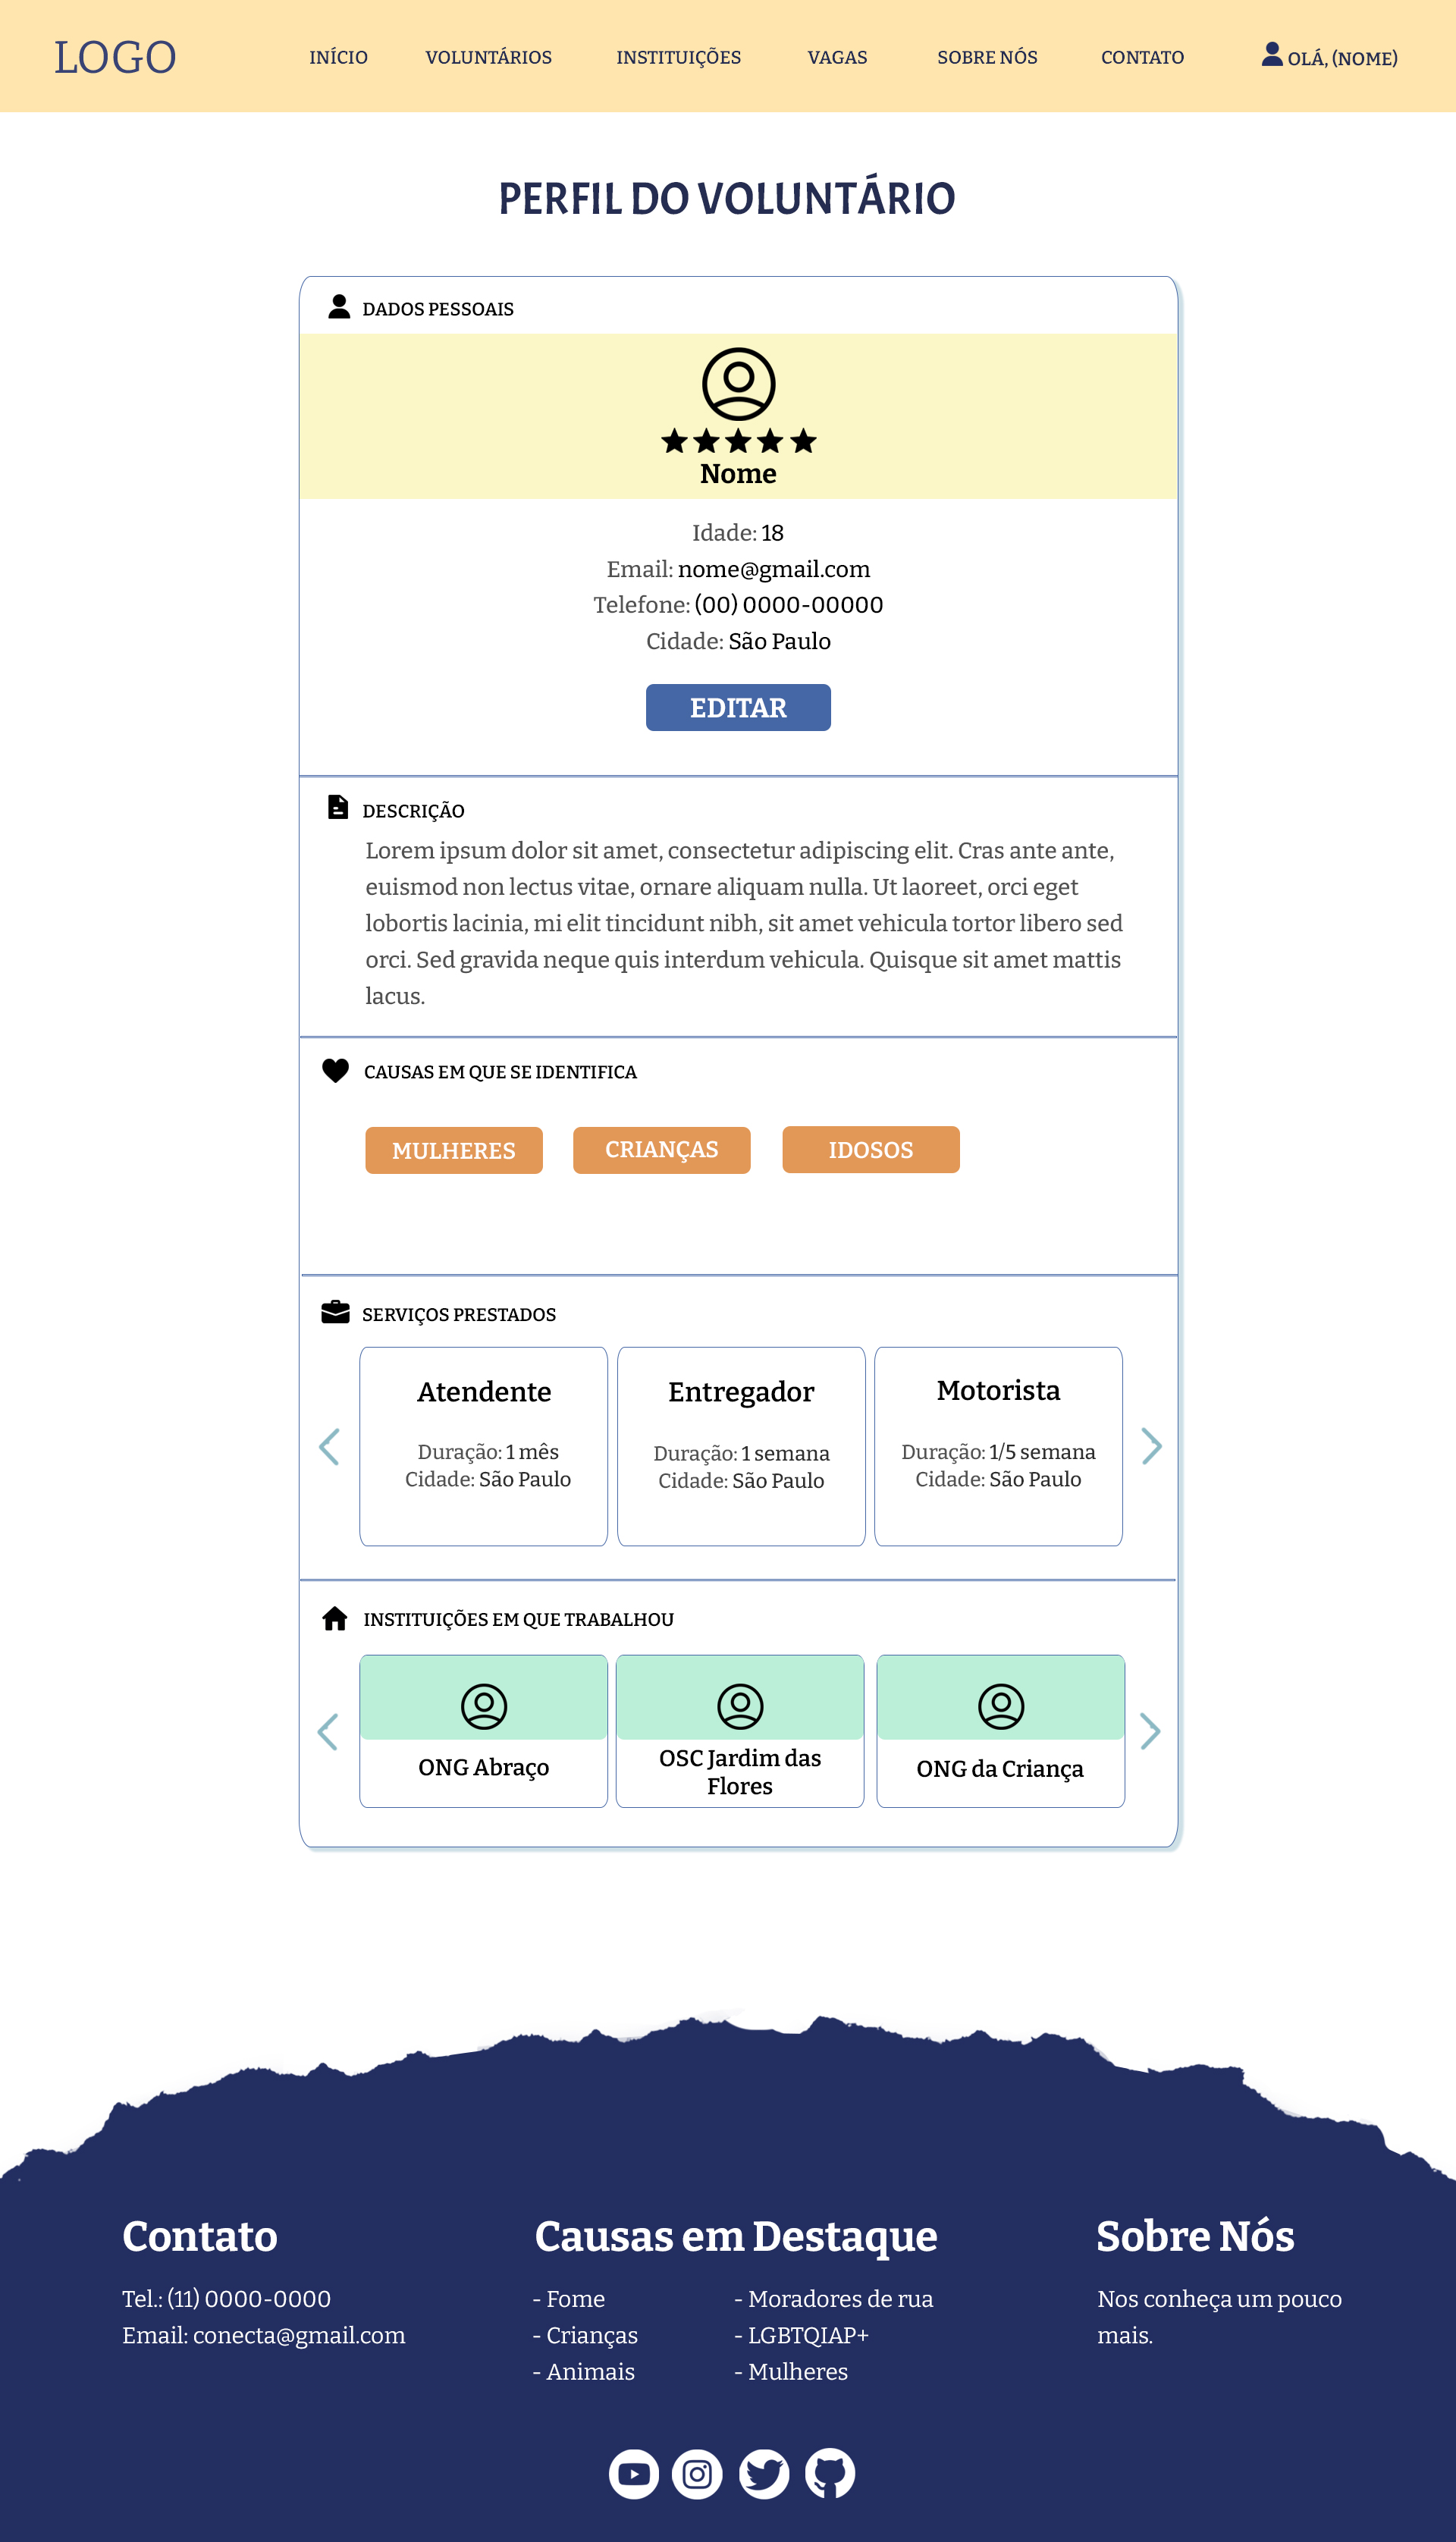 LOGO
INÍCIO
VOLUNTÁRIOS
INSTITUIÇÕES
VAGAS
SOBRE NÓS
CONTATO
OLÁ, (NOME)
PERFIL DO VOLUNTÁRIO
DADOS PESSOAIS
Nome
Idade: 18
Email: nome@gmail.com
Telefone: (00) 0000-00000
Cidade: São Paulo
EDITAR
DESCRIÇÃO
Lorem ipsum dolor sit amet, consectetur adipiscing elit. Cras ante ante,
euismod non lectus vitae, ornare aliquam nulla. Ut laoreet, orci eget
lobortis lacinia, mi elit tincidunt nibh, sit amet vehicula tortor libero sed
orci. Sed gravida neque quis interdum vehicula. Quisque sit amet mattis
lacus.
CAUSAS EM QUE SE IDENTIFICA
MULHERES
CRIANÇAS
IDOSOS
SERVIÇOS PRESTADOS
Atendente
Duração: 1 mês
Cidade: São Paulo
Entregador
Duração: 1 semana
Cidade: São Paulo
Motorista
Duração: 1/5 semana
Cidade: São Paulo
INSTITUIÇÕES EM QUE TRABALHOU
ONG Abraço
OSC Jardim das
Flores
ONG da Criança
Contato
Tel.: (11) 0000-0000
Email: conecta@gmail.com
Causas em Destaque
- Fome
- Crianças
- Animais
- Moradores de rua
- LGBTQIAP+
- Mulheres
Sobre Nós
Nos conheça um pouco
mais.